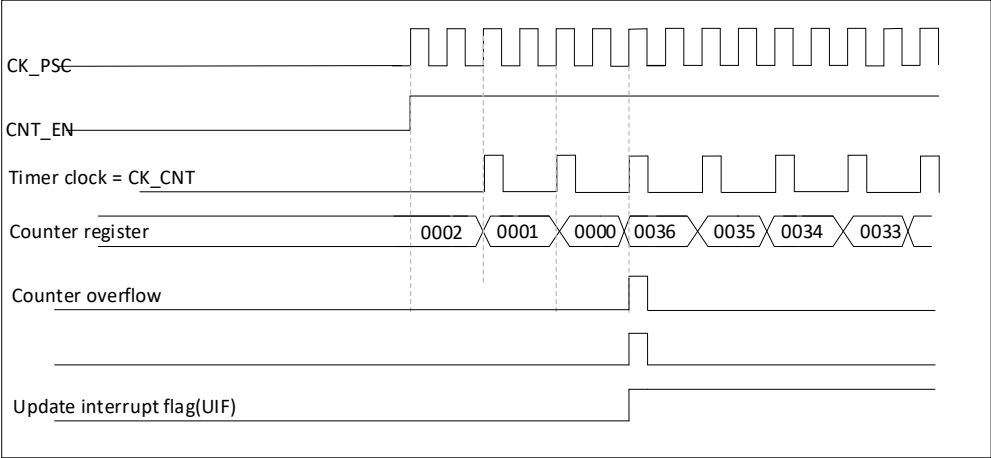 CK_PSC
CNT_EN
Timer clock = CK_CNT
Counter register 0002 0001 0000 0036 0035 0034 0033
Counter overflow
Update interrupt flag(UIF)